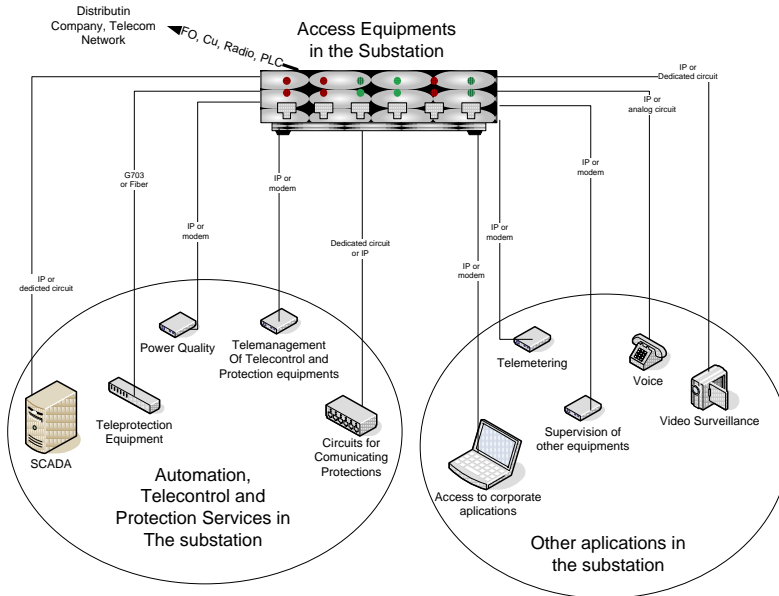 Distributin
Company, Telecom
Network
FO, Cu, Radio, PLC
Access Equipments
in the Substation
IP or
Dedicated circuit
IP or
analog circuit
G703
or Fiber
IP or
modem
IP or
modem
Dedicated circuit
or IP
IP or
modem
IP or
modem
IP or
modem
IP or
dedicted circuit
Power Quality
Telemanagement
Of Telecontrol and
Protection equipments
Telemetering
Voice
Video Surveillance
SCADA
Teleprotection
Equipment
Circuits for
Comunicating
Protections
Supervision of
other equipments
Access to corporate
aplications
Automation,
Telecontrol and
Protection Services in
The substation
Other aplications in
the substation